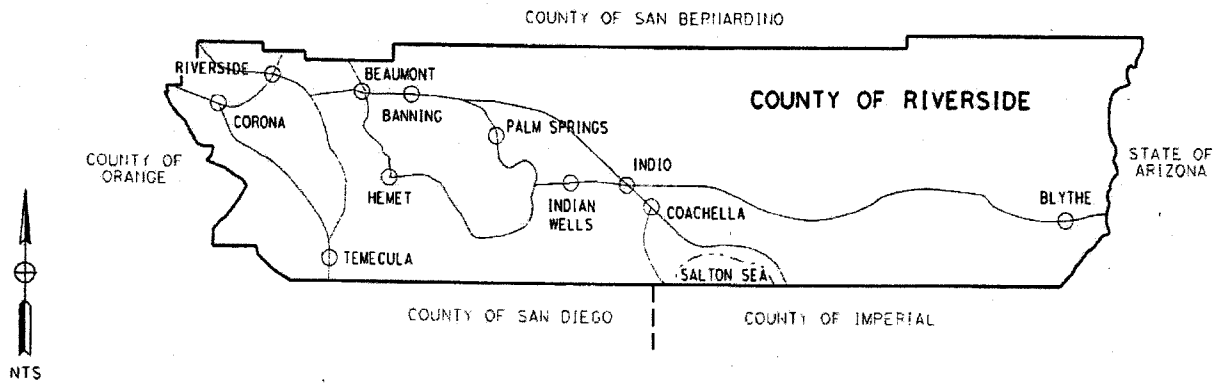 COUNTY OF SAN BERNARDINO
RIVERSIDE
BEAUMONT
COUNTY OF RIVERSIDE
CORONA
BANNING
PALM SPRINGS
COUNTY OF
ORANGE
STATE OF
ARIZONA
HEMET
INDIO
INDIAN
WELLS
COACHELLA
BLYTHE
TEMECULA
SALTON SEA
COUNTY OF SAN DIEGO
COUNTY OF IMPERIAL
NTS